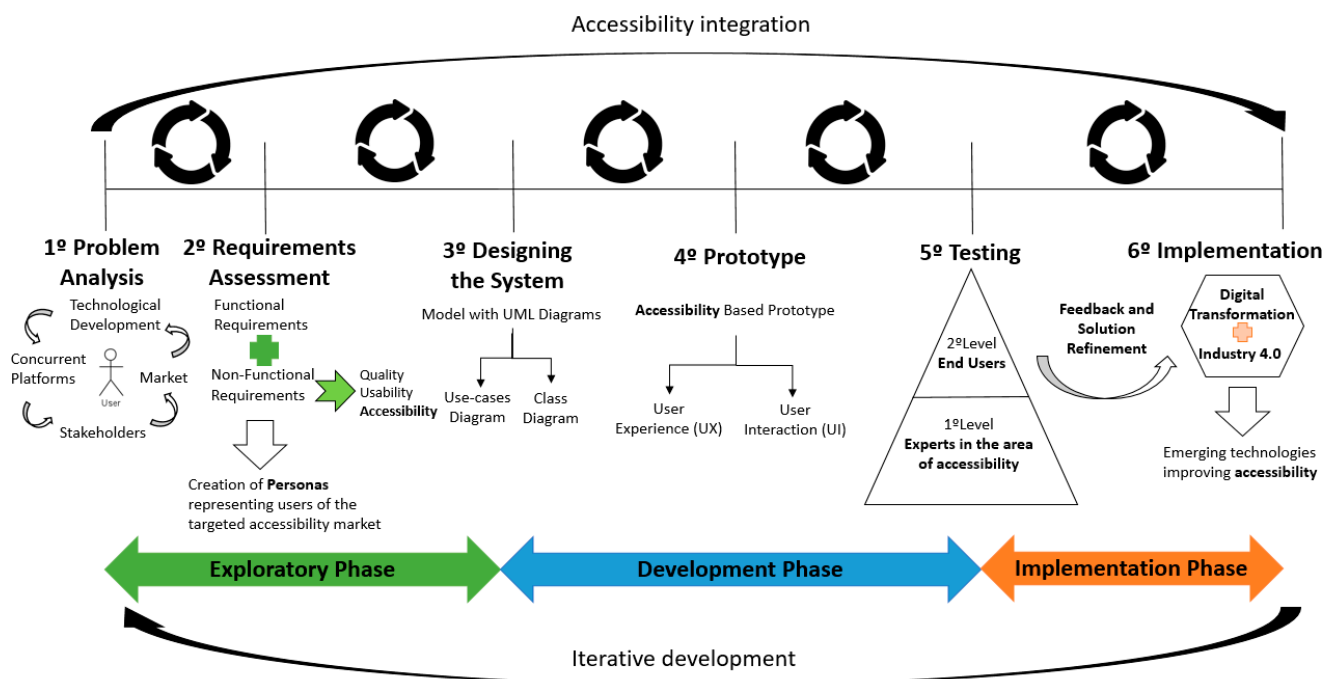 Accessibility integration
1º Problem
Analysis
Technological
Development
Concurrent
Platforms
User
Market
Stakeholders
2º Requirements
Assessment
Functional
Requirements
Non-Functional
Requirements
Quality
Usability
Accessibility
Creation of Personas
representing users of the
targeted accessibility market
3º Designing
the System
Model with UML Diagrams
Use-cases
Diagram
Class
Diagram
4º Prototype
Accessibility Based Prototype
User
Experience (UX)
User
Interaction (UI)
5º Testing
2ºLevel
End Users
1ºLevel
Experts in the area
of accessibility
Feedback and
Solution
Refinement
6º Implementation
Digital
Transformation
Industry 4.0
Emerging technologies
improving accessibility
Exploratory Phase
Development Phase
Implementation Phase
Iterative development